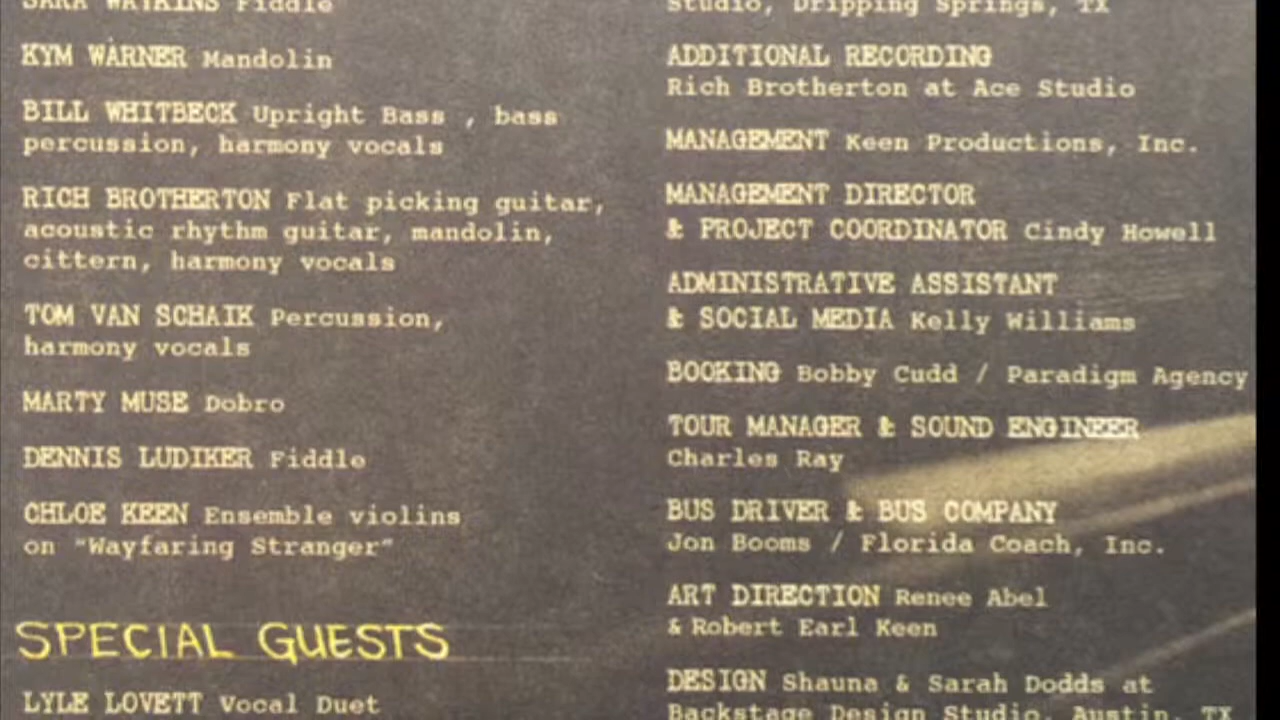 SARA WATKINS Fiddle
KYM WARNER Mandolin
BILL WHITBECK Upright Bass , bass
percussion, harmony vocals
RICH BROTHERTON Flat picking guitar,
acoustic rhythm guitar, mandolin,
cittern, harmony vocals
TOM VAN SCHAIK Percussion,
harmony vocals
MARTY MUSE Dobro
DENNIS LUDIKER Fiddle
CHLOE KEEN Ensemble violins
on "Wayfaring Stranger"
SPECIAL GUESTS
LYLE LOVETT Vocal Duet
Studio, Dripping Springs, TX
ADDITIONAL RECORDING
Rich Brotherton at Ace Studio
MANAGEMENT Keen Productions, Inc.
MANAGEMENT DIRECTOR
& PROJECT COORDINATOR Cindy Howell
ADMINISTRATIVE ASSISTANT
& SOCIAL MEDIA Kelly Williams
BOOKING Bobby Cudd / Paradigm Agency
TOUR MANAGER & SOUND ENGINEER
Charles Ray
BUS DRIVER & BUS COMPANY
Jon Booms / Florida Coach, Inc.
ART DIRECTION Renee Abel
& Robert Earl Keen
DESIGN Shauna & Sarah Dodds at
Backstage Design Studio, Austin, TX